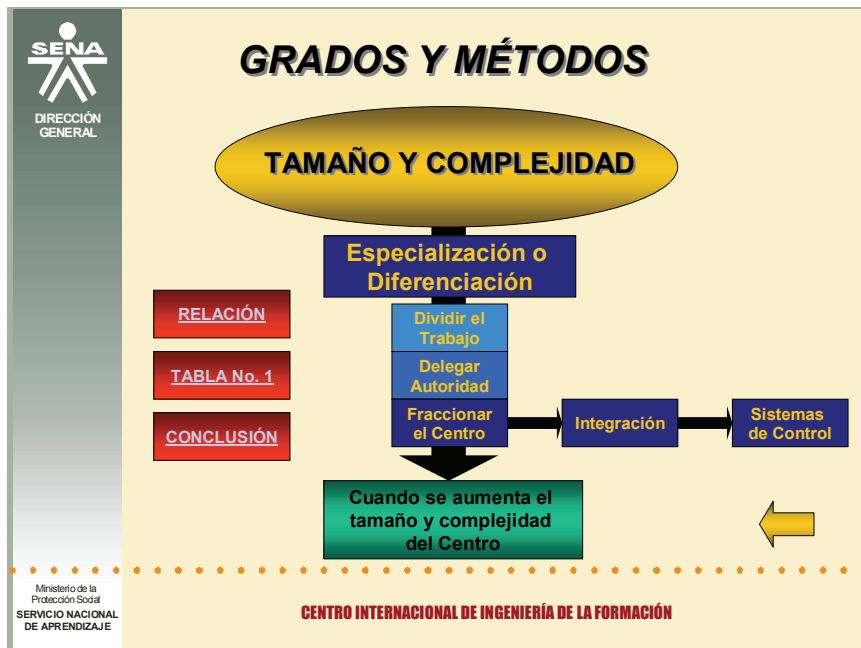 SENA
DIRECCIÓN
GENERAL
GRADOS Y MÉTODOS
TAMAÑO Y COMPLEJIDAD
Especialización o
Diferenciación
RELACIÓN
TABLA No. 1
CONCLUSIÓN
Dividir el
Trabajo
Delegar
Autoridad
Fraccionar
el Centro
Integración
Sistemas
de Control
Cuando se aumenta el
tamaño y complejidad
del Centro
Ministerio de la
Protección Social
SERVICIO NACIONAL
DE APRENDIZAJE
CENTRO INTERNACIONAL DE INGENIERÍA DE LA FORMACIÓN